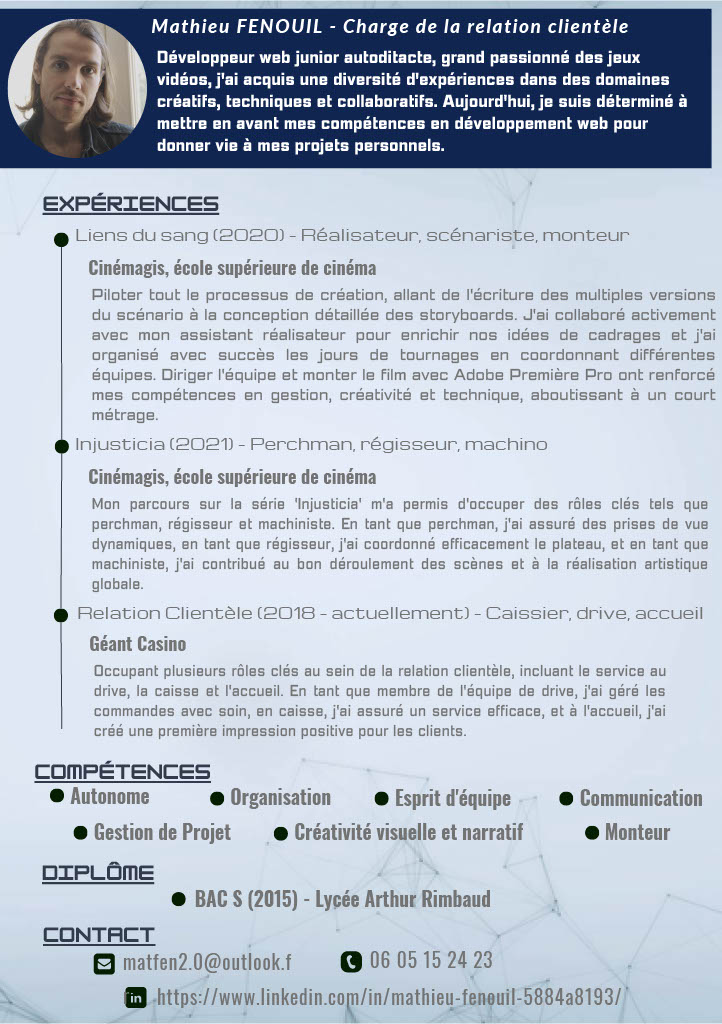 Mathieu FENOUIL - Charge de la relation clientèle
Développeur web junior autoditacte, grand passionné des jeux
vidéos, j'ai acquis une diversité d'expériences dans des domaines
créatifs, techniques et collaboratifs. Aujourd'hui, je suis déterminé à
mettre en avant mes compétences en développement web pour
donner vie à mes projets personnels.
EXPÉRIENCES
Liens du sang (2020) - Réalisateur, scénariste, monteur
Cinémagis, école supérieure de cinéma
Piloter tout le processus de création, allant de l'écriture des multiples versions
du scénario à la conception détaillée des storyboards. J'ai collaboré activement
avec mon assistant réalisateur pour enrichir nos idées de cadrages et j'ai
organisé avec succès les jours de tournages en coordonnant différentes
équipes. Diriger l'équipe et monter le film avec Adobe Première Pro ont renforcé
mes compétences en gestion, créativité et technique, aboutissant à un court
métrage.
Injusticia (2021) - Perchman, régisseur, machino
Cinémagis, école supérieure de cinéma
Mon parcours sur la série 'Injusticia' m'a permis d'occuper des rôles clés tels que
perchman, régisseur et machiniste. En tant que perchman, j'ai assuré des prises de vue
dynamiques, en tant que régisseur, j'ai coordonné efficacement le plateau, et en tant que
machiniste, j'ai contribué au bon déroulement des scènes et à la réalisation artistique
globale.
Relation Clientèle (2018 - actuellement) - Caissier, drive, accueil
Géant Casino
Occupant plusieurs rôles clés au sein de la relation clientèle, incluant le service au
drive, la caisse et l'accueil. En tant que membre de l'équipe de drive, j'ai géré les
commandes avec soin, en caisse, j'ai assuré un service efficace, et à l'accueil, j'ai
créé une première impression positive pour les clients.
COMPÉTENCES
Autonome Organisation Esprit d'équipe Communication
Gestion de Projet Créativité visuelle et narratif Monteur
DIPLÔME
BAC S (2015) - Lycée Arthur Rimbaud
CONTACT
matfen2.0@outlook.f 06 05 15 24 23
https://www.linkedin.com/in/mathieu-fenouil-5884a8193/